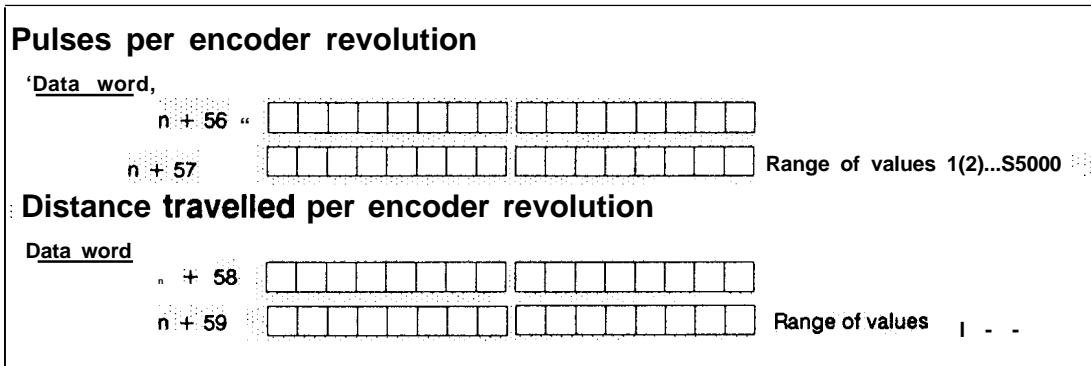 Pulses per encoder revolution
‘Data word,
n + 56 “
n + 57 Range of values 1(2)...S5000
Distance travelled per encoder revolution
Data word
n + 58
n + 59 Range of values I - -